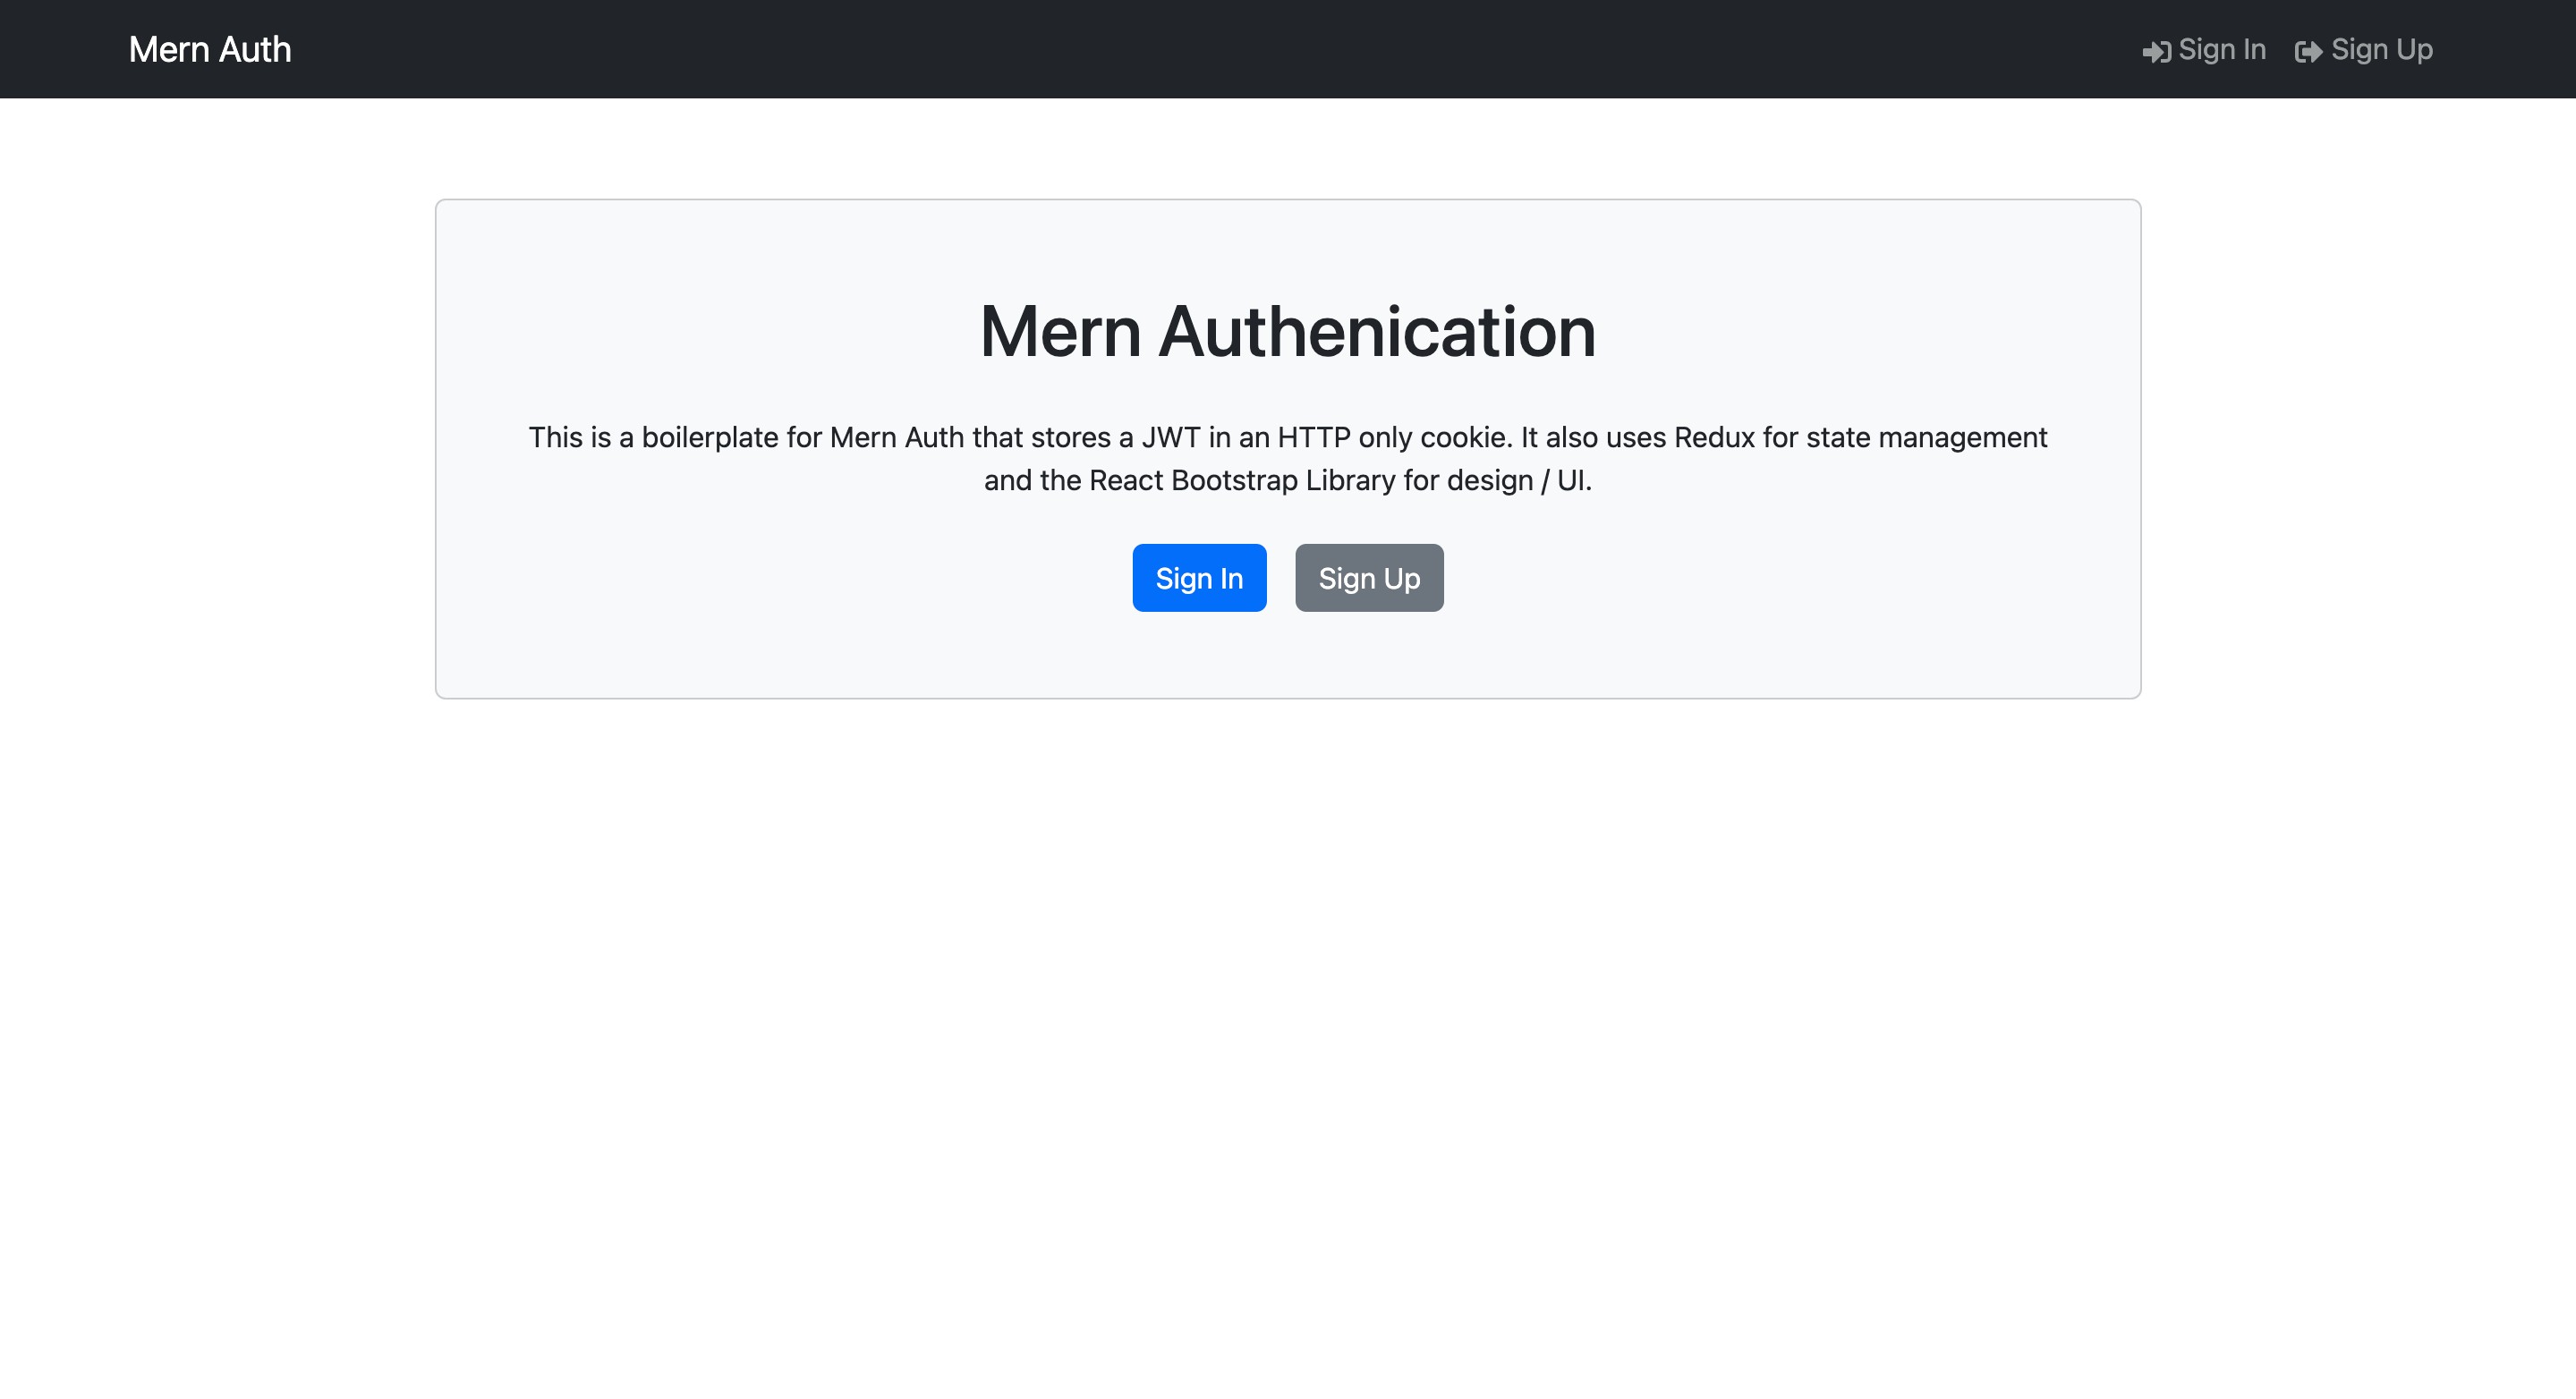 Mern Auth
Sign In
Sign Up
Mern Authenication
This is a boilerplate for Mern Auth that stores a JWT in an HTTP only cookie. It also uses Redux for state management
and the React Bootstrap Library for design / UI.
Sign In
Sign Up